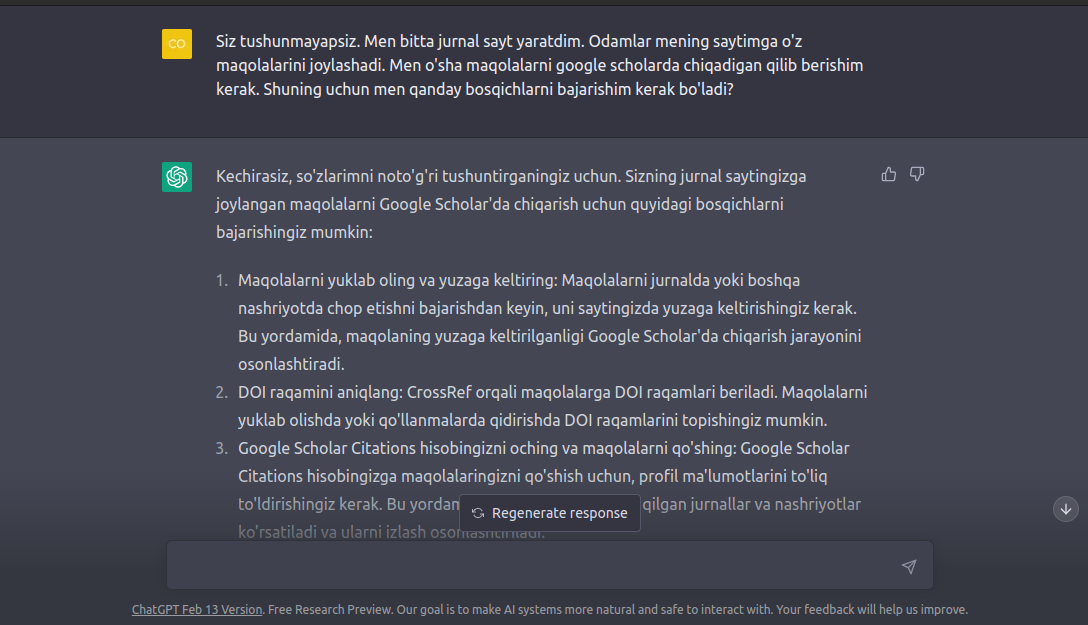 CO
Siz tushunmayapsiz. Men bitta jurnal sayt yaratdim. Odamlar mening saytimga o'z
maqolalarini joylashadi. Men o'sha maqolalarni google scholarda chiqadigan qilib berishim
kerak. Shuning uchun men qanday bosqichlarni bajarishim kerak bo'ladi?
Kechirasiz, so'zlarimni noto'g'ri tushuntirganingiz uchun. Sizning jurnal saytingizga
joylangan maqolalarni Google Scholar'da chiqarish uchun quyidagi bosqichlarni
bajarishingiz mumkin:
1. Maqolalarni yuklab oling va yuzaga keltiring: Maqolalarni jurnalda yoki boshqa
nashriyotda chop etishni bajarishdan keyin, uni saytingizda yuzaga keltirishingiz kerak.
Bu yordamida, maqolaning yuzaga keltirilganligi Google Scholar'da chiqarish jarayonini
osonlashtiradi.
2. DOI raqamini aniqlang: CrossRef orqali maqolalarga DOI raqamlari beriladi. Maqolalarni
yuklab olishda yoki qo'llanmalarda qidirishda DOI raqamlarini topishingiz mumkin.
3. Google Scholar Citations hisobingizni oching va maqolalarni qo'shing: Google Scholar
Citations hisobingizga maqolalaringizni qo'shish uchun, profil ma'lumotlarini to'liq
to'ldirishingiz kerak. Bu yordam qilgan jurnallar va nashriyotlar
ko'rsatiladi va ularni izlash osonlashtiriladi.
Regenerate response
ChatGPT Feb 13 Version. Free Research Preview. Our goal is to make AI systems more natural and safe to interact with. Your feedback will help us improve.